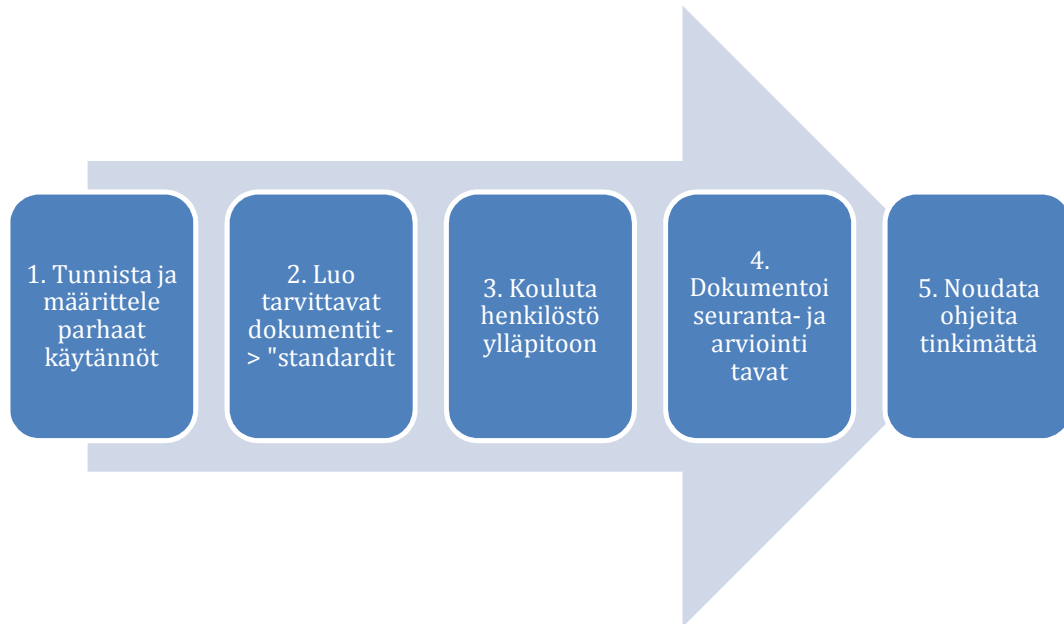 1. Tunnista ja
määrittele
parhaat
käytännöt
2. Luo
tarvittavat
dokumentit -
> "standardit
3. Kouluta
henkilöstö
ylläpitoon
4.
Dokumentoi
seuranta- ja
arviointi
tavat
5. Noudata
ohjeita
tinkimättä